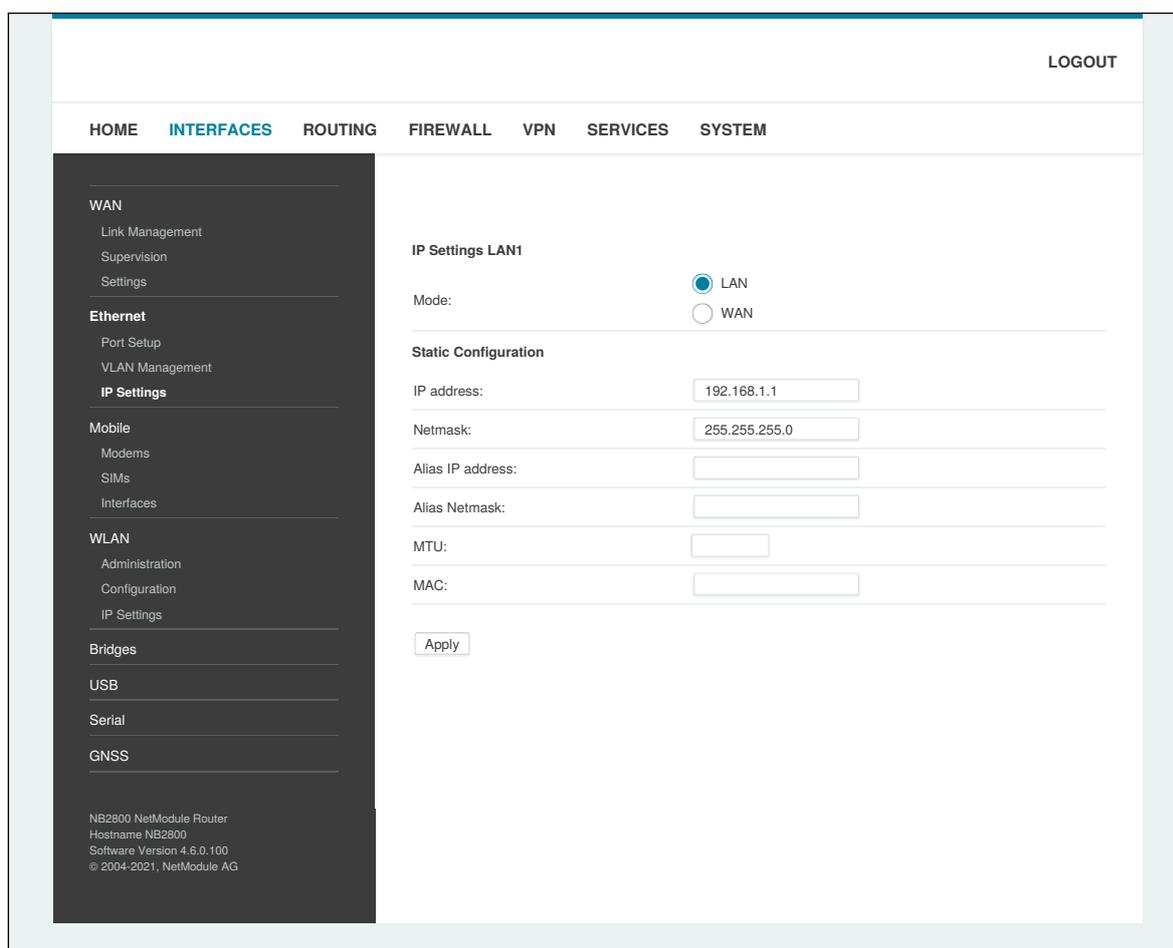 LOGOUT
HOME INTERFACES ROUTING FIREWALL VPN SERVICES SYSTEM
WAN
Link Management
Supervision
Settings
Ethernet
Port Setup
VLAN Management
IP Settings
Mobile
Modems
SIMs
Interfaces
WLAN
Administration
Configuration
IP Settings
Bridges
USB
Serial
GNSS
NB2800 NetModule Router
Hostname NB2800
Software Version 4.6.0.100
© 2004-2021, NetModule AG
IP Settings LAN1
Mode:
LAN
WAN
Static Configuration
IP address: 192.168.1.1
Netmask: 255.255.255.0
Alias IP address:
Alias Netmask:
MTU:
MAC:
Apply